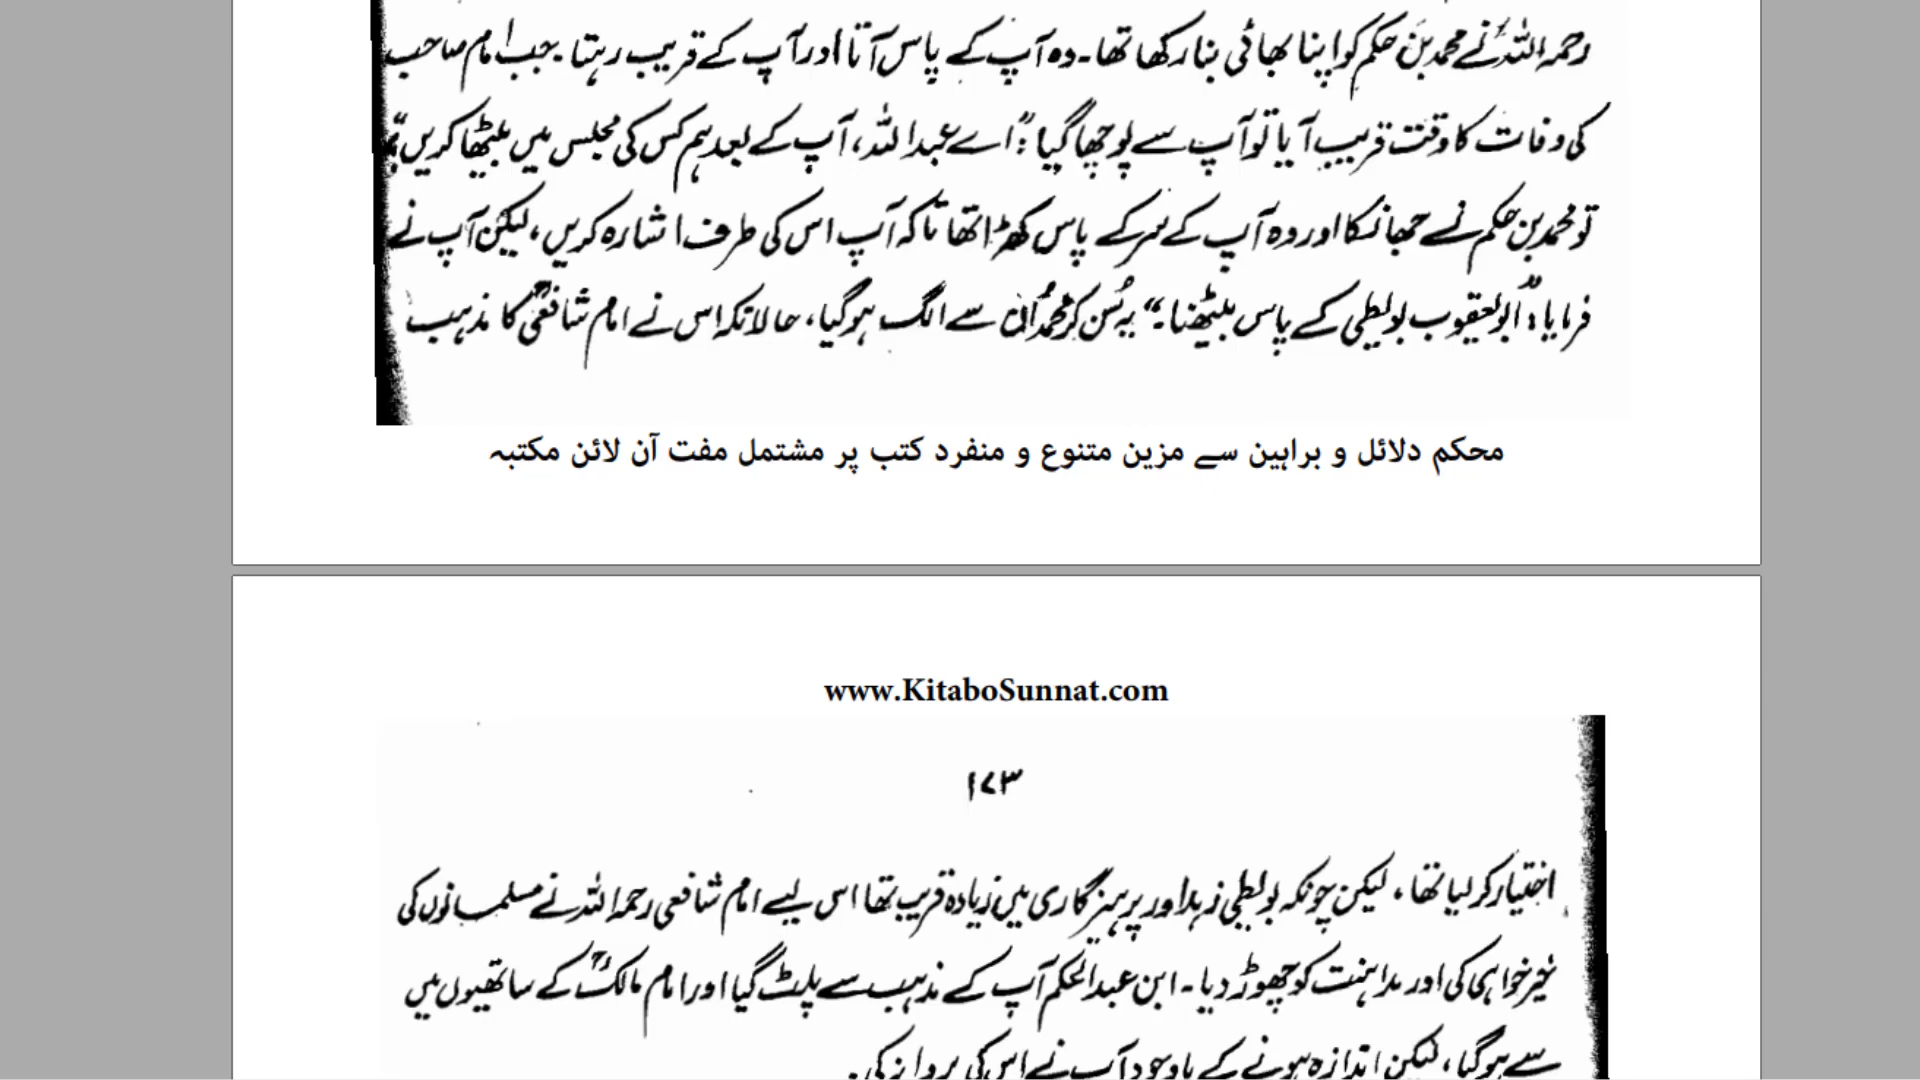 رحمہ اللہ نے محمد بن حکم کو اپنا بھائی بنا رکھا تھا۔ وہ آپ کے پاس آتا اور آپ کے قریب رہتا۔ جب امام صاحب
کی وفات کا وقت قریب آیا تو آپ سے پوچھا گیا: "اے عبداللہ، آپ کے بعد ہم کس کی مجلس میں بیٹھا کریں؟"
تو محمد بن حکم نے جھانکا اور وہ آپ کے سر کے پاس کھڑا تھا تاکہ آپ اس کی طرف اشارہ کریں، لیکن آپ نے
فرمایا: "ابو یعقوب بویطی کے پاس بیٹھنا۔" یہ سن کر محمد ان سے الگ ہو گیا، حالانکہ اس نے امام شافعیؒ کا مذہب
محکم دلائل و براہین سے مزین متنوع و منفرد کتب پر مشتمل مفت آن لائن مکتبہ
www.KitaboSunnat.com
۱۷۳
اختیار کر لیا تھا، لیکن چونکہ بویطی زہد اور پرہیزگاری میں زیادہ قریب تھا اس لیے امام شافعی رحمہ اللہ نے مسلمانوں کی
خیر خواہی کی اور مداہنت کو چھوڑ دیا۔ ابن عبدالحکم آپ کے مذہب سے پلٹ گیا اور امام مالکؒ کے ساتھیوں میں
سے ہو گیا، لیکن اندازہ ہونے کے باوجود آپ نے اس کی پروا نہ کی۔